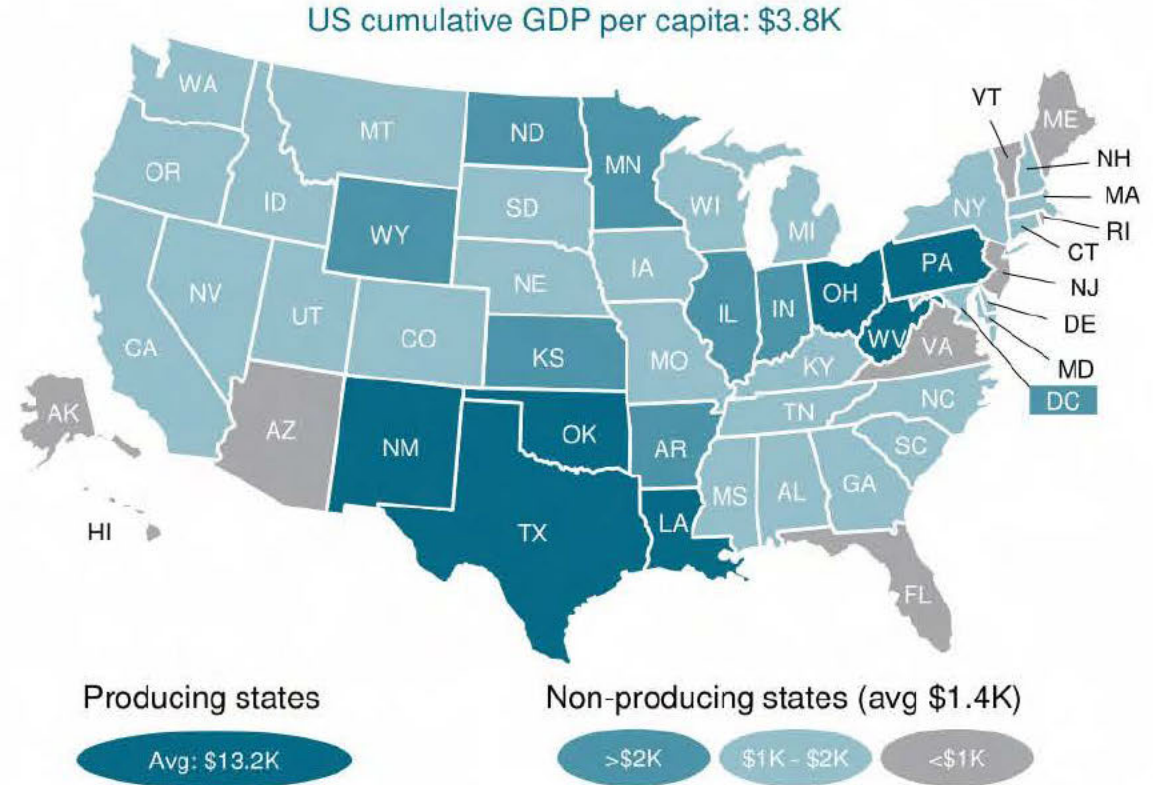 US cumulative GDP per capita: $3.8K
WA
VT
ME
MT
ND
MN
NH
OR
ID
SD
WI
MI
NY
MA
RI
WY
CT
IA
PA
NE
NJ
NV
UT
CO
IL
IN
OH
DE
CA
KS
MO
KY
WV
VA
MD
DC
AK
AZ
NM
OK
AR
TN
NC
SC
MS
AL
GA
HI
TX
LA
FL
Producing states
Non-producing states (avg $1.4K)
Avg: $13.2K
>$2K
$1K - $2K
<$1K